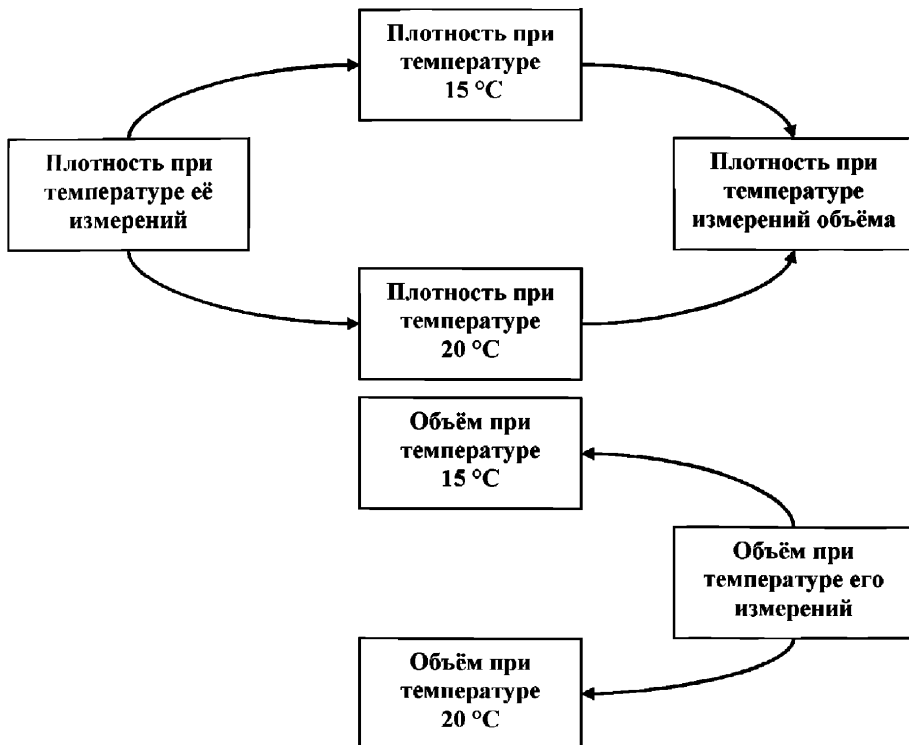 Плотность при
температуре
15 °С
Плотность при
температуре её
измерений
Плотность при
температуре
измерений объёма
Плотность при
температуре
20 °С
Объём при
температуре
15 °С
Объём при
температуре его
измерений
Объём при
температуре
20 °С